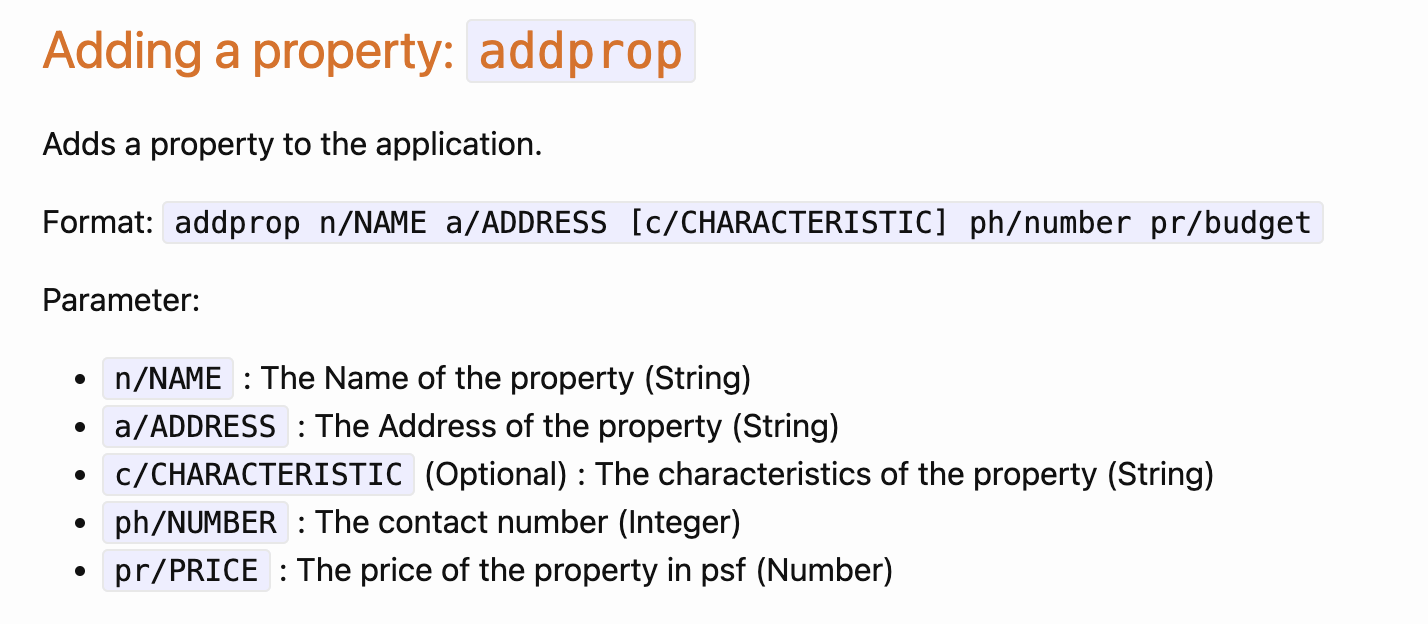 Adding a property: addprop
Adds a property to the application.
Format: addprop n/NAME a/ADDRESS [c/CHARACTERISTIC] ph/number pr/budget
Parameter:
n/NAME : The Name of the property (String)
a/ADDRESS : The Address of the property (String)
c/CHARACTERISTIC (Optional) : The characteristics of the property (String)
ph/NUMBER : The contact number (Integer)
pr/PRICE : The price of the property in psf (Number)